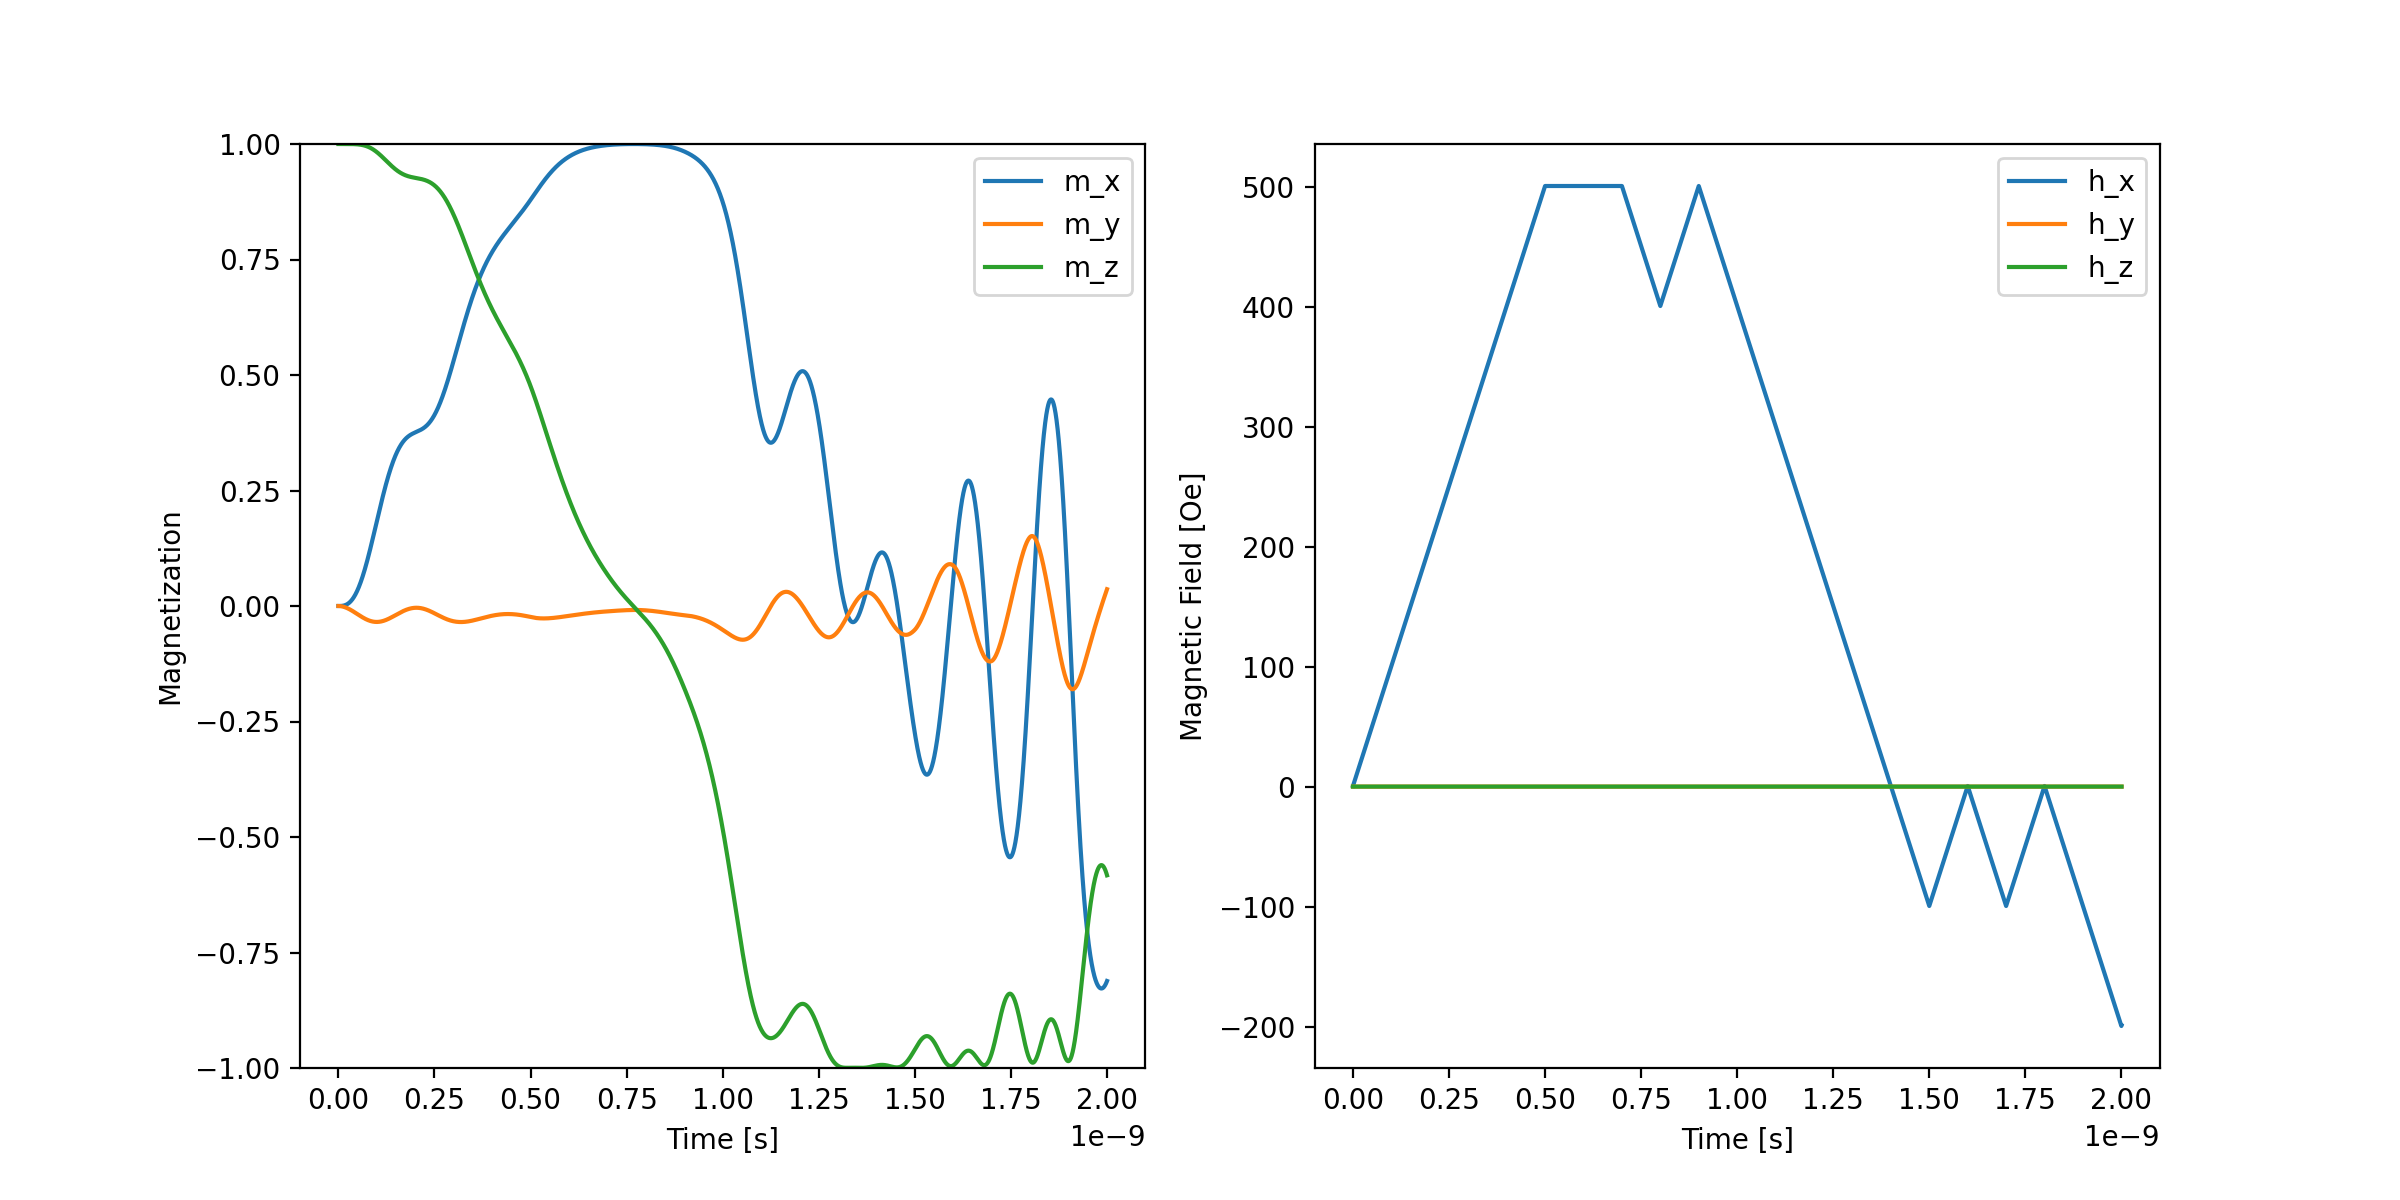 Magnetization
1.00
0.75
0.50
0.25
0.00
−0.25
−0.50
−0.75
−1.00
m_x
m_y
m_z
0.00 0.25 0.50 0.75 1.00 1.25 1.50 1.75 2.00
Time [s]
1e−9
Magnetic Field [Oe]
500
400
300
200
100
0
−100
−200
h_x
h_y
h_z
0.00 0.25 0.50 0.75 1.00 1.25 1.50 1.75 2.00
Time [s]
1e−9